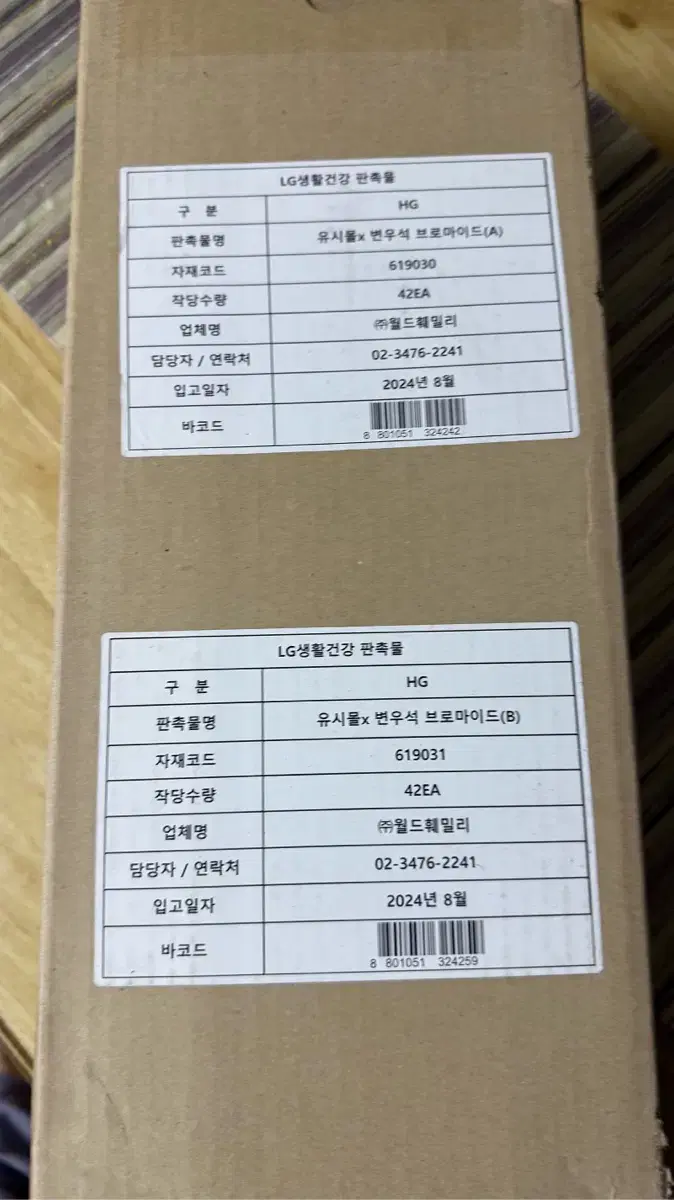 LG생활건강 판촉물
구 분 HG
판촉물명 유시몰x 변우석 브로마이드(A)
자재코드 619030
작당수량 42EA
업체명 ㈜월드훼밀리
담당자 / 연락처 02-3476-2241
입고일자 2024년 8월
바코드
8 801051 324242
LG생활건강 판촉물
구 분 HG
판촉물명 유시몰x 변우석 브로마이드(B)
자재코드 619031
작당수량 42EA
업체명 ㈜월드훼밀리
담당자 / 연락처 02-3476-2241
입고일자 2024년 8월
바코드
8 801051 324259